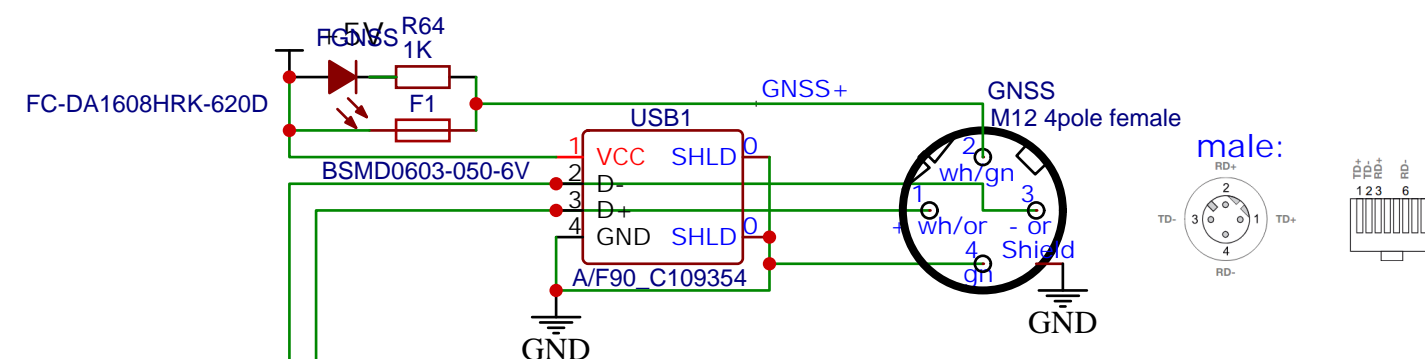 +5V
FGNSS
R64
1K
FC-DA1608HRK-620D
F1
GNSS+
GNSS
M12 4pole female
USB1
1 VCC SHLD 0
BSMD0603-050-6V
2 D-
3 D+
4 GND SHLD 0
A/F90_C109354
GND
2
wh/gn
1
3
+ wh/or
- or
Shield
4
gn
GND
male:
RD+
2
TD- 3 1 TD+
4
RD-
TD+ TD- RD+ RD-
1 2 3 6